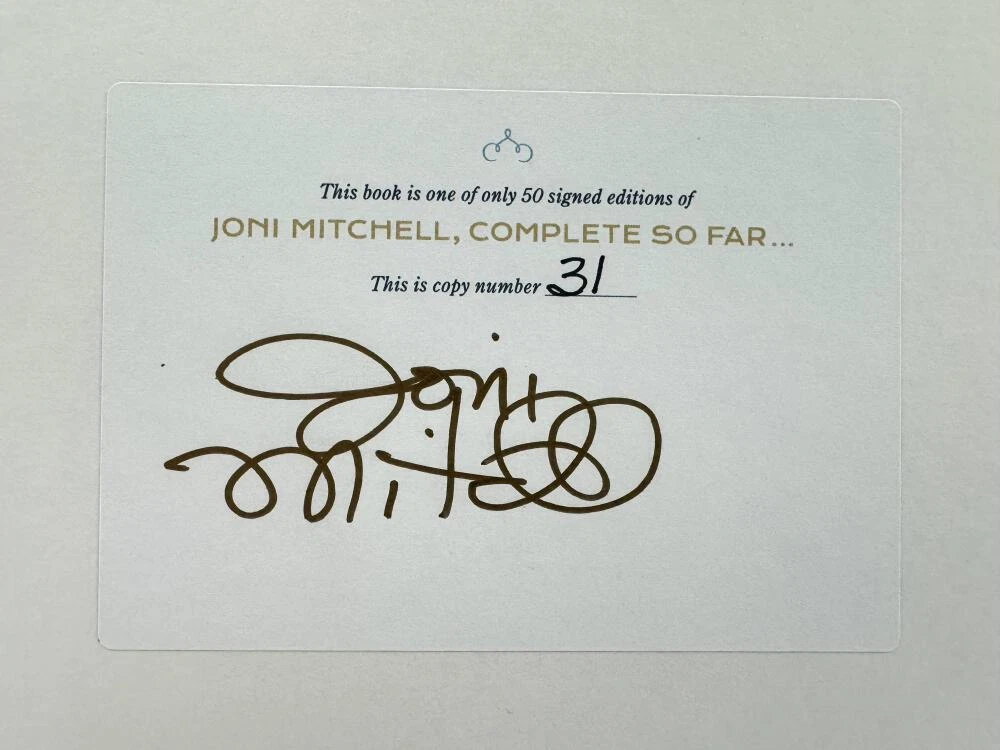 This book is one of only 50 signed editions of
JONI MITCHELL, COMPLETE SO FAR...
This is copy number 31
Joni
Mitchell